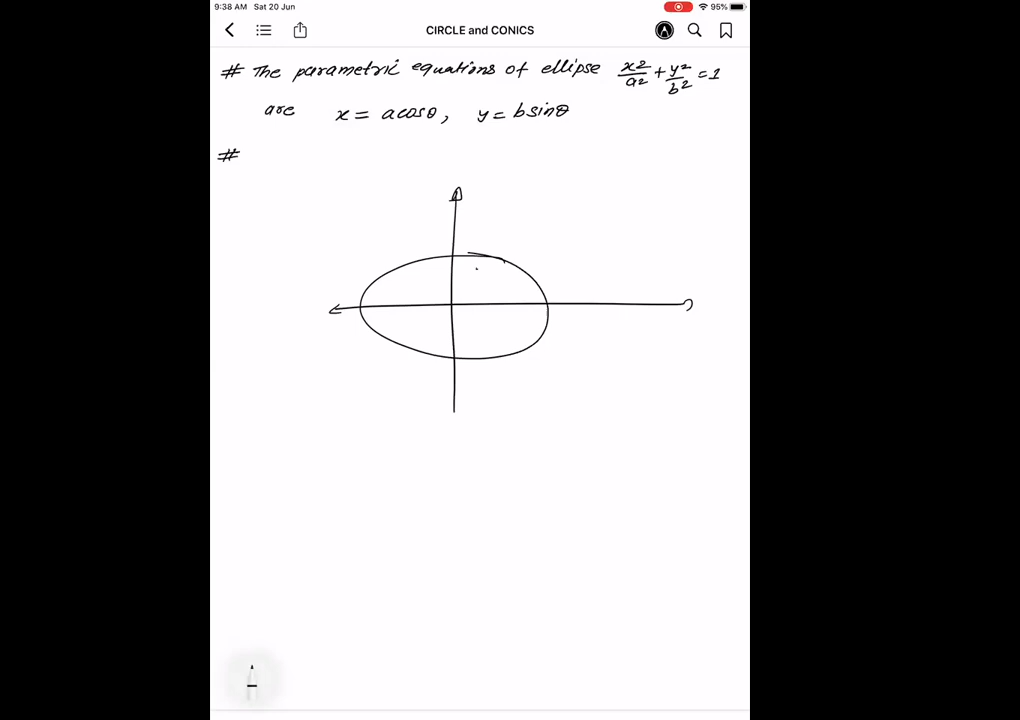 9:38 AM Sat 20 Jun 95%
CIRCLE and CONICS
# The parametric equations of ellipse x²/a² + y²/b² = 1
are x = acosθ, y = bsinθ
#